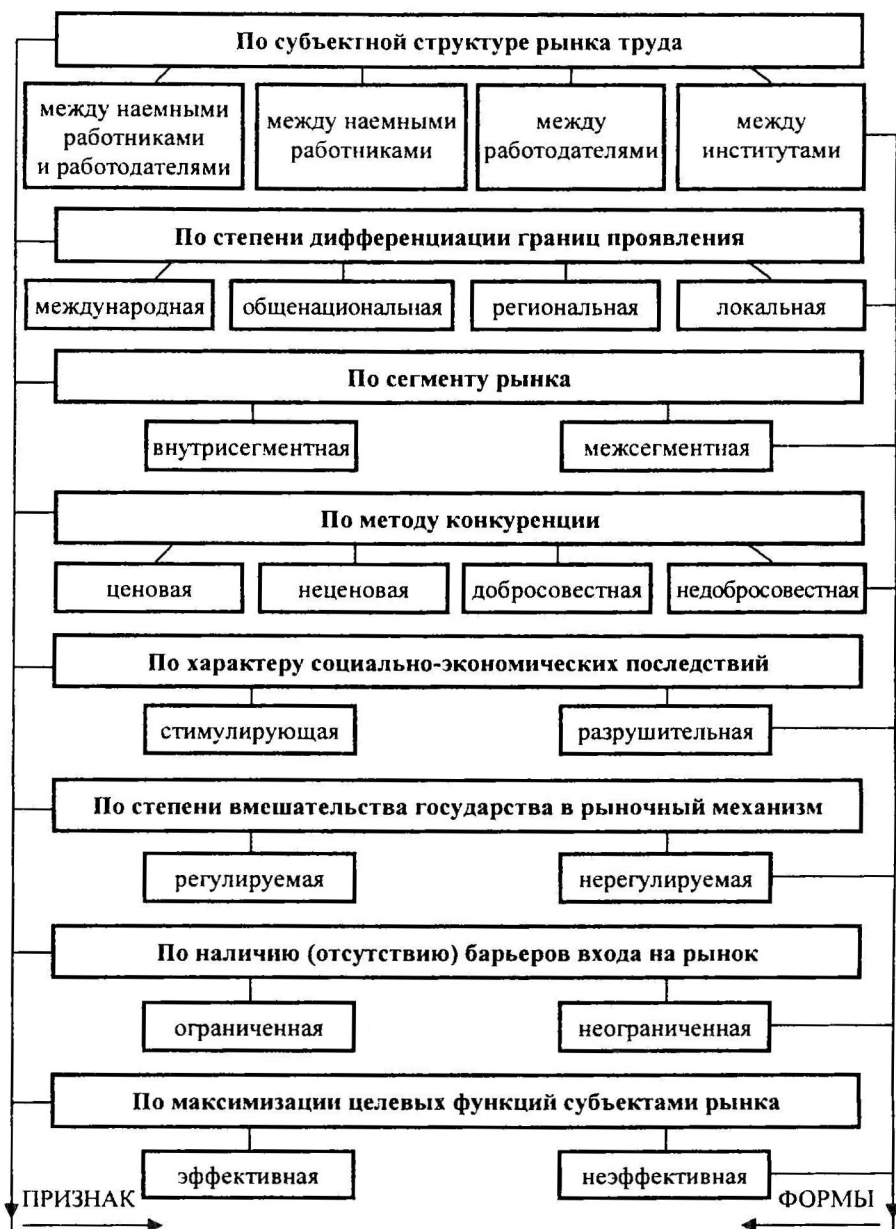 По субъектной структуре рынка труда
между наемными
работниками
и работодателями
между наемными
работниками
между
работодателями
между
институтами
По степени дифференциации границ проявления
международная
общенациональная
региональная
локальная
По сегменту рынка
внутрисегментная
межсегментная
По методу конкуренции
ценовая
неценовая
добросовестная
недобросовестная
По характеру социально-экономических последствий
стимулирующая
разрушительная
По степени вмешательства государства в рыночный механизм
регулируемая
нерегулируемая
По наличию (отсутствию) барьеров входа на рынок
ограниченная
неограниченная
По максимизации целевых функций субъектами рынка
эффективная
неэффективная
ПРИЗНАК
ФОРМЫ